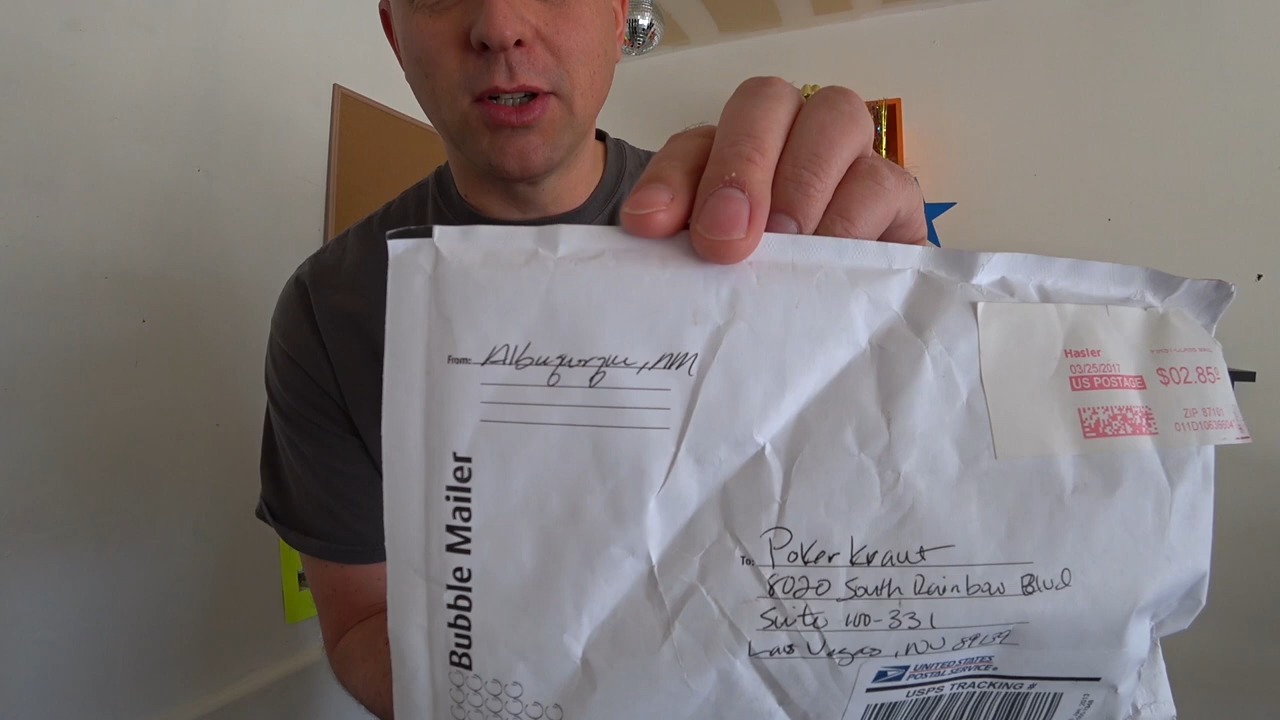 From: Albuquerque, NM
Hasler
03/25/2017
US POSTAGE
$02.85
ZIP 87101
Bubble Mailer
To: Poker Kraut
8020 South Rainbow Blvd
Suite 100-331
Las Vegas, NV 89139
UNITED STATES
POSTAL SERVICE®
USPS TRACKING #